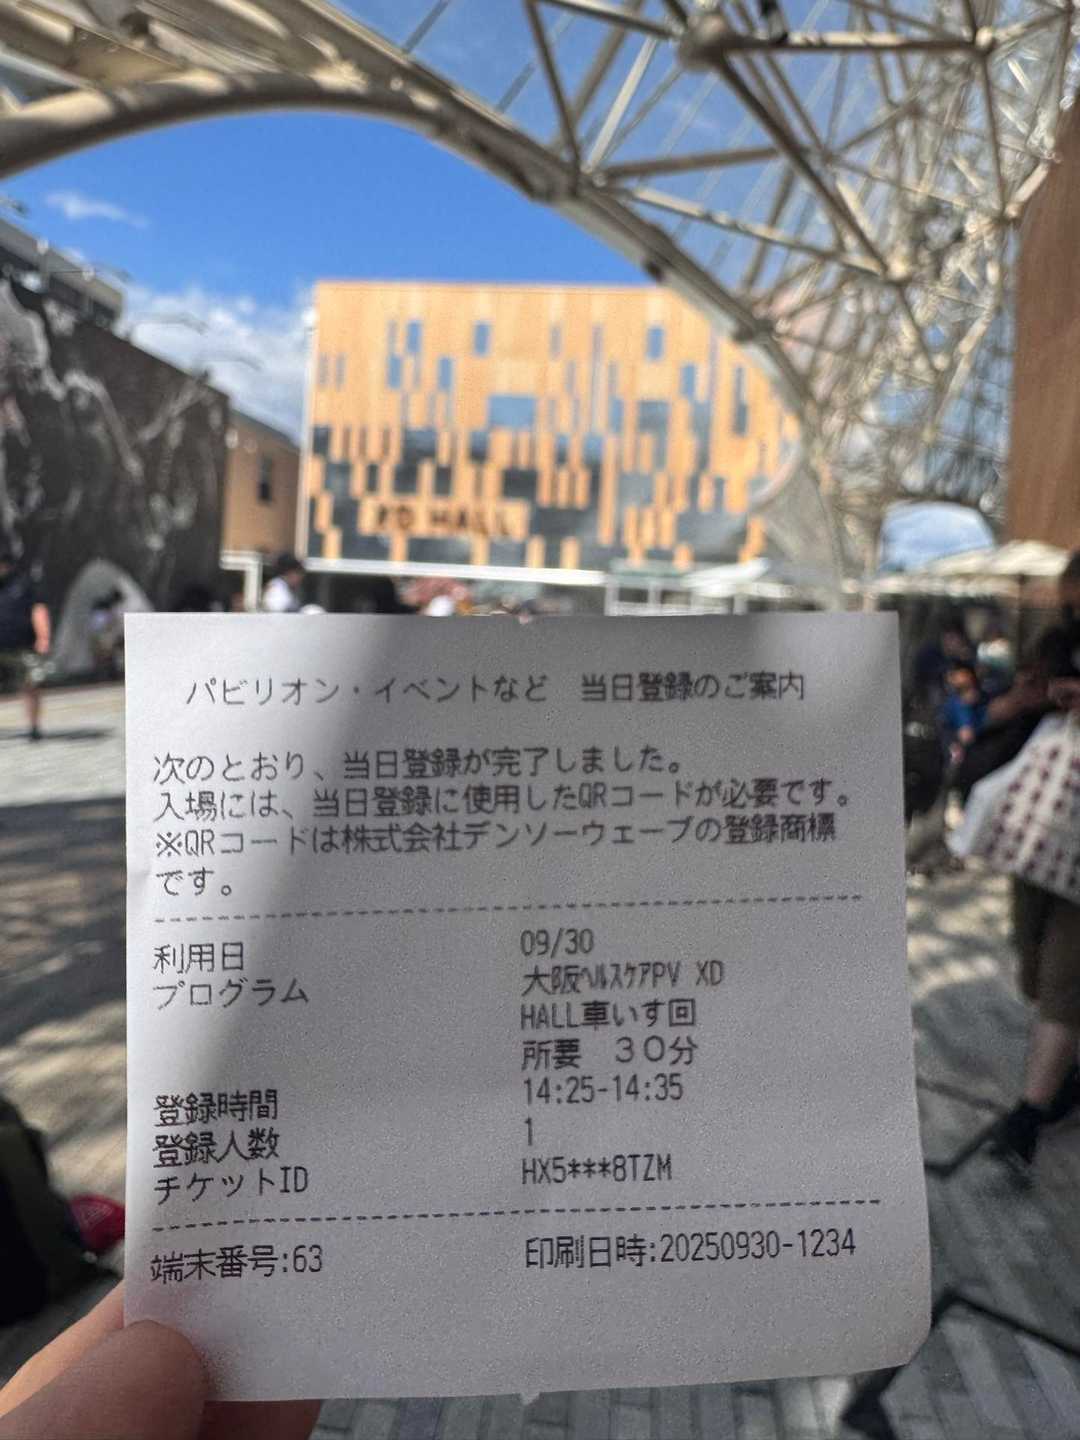 XD HALL
パビリオン・イベントなど 当日登録のご案内
次のとおり、当日登録が完了しました。
入場には、当日登録に使用したQRコードが必要です。
※QRコードは株式会社デンソーウェーブの登録商標
です。
利用日 09/30
プログラム 大阪ﾍﾙｽｹｱPV XD
HALL車いす回
所要 30分
登録時間 14:25-14:35
登録人数 1
チケットID HX5***8TZM
端末番号:63 印刷日時:20250930-1234